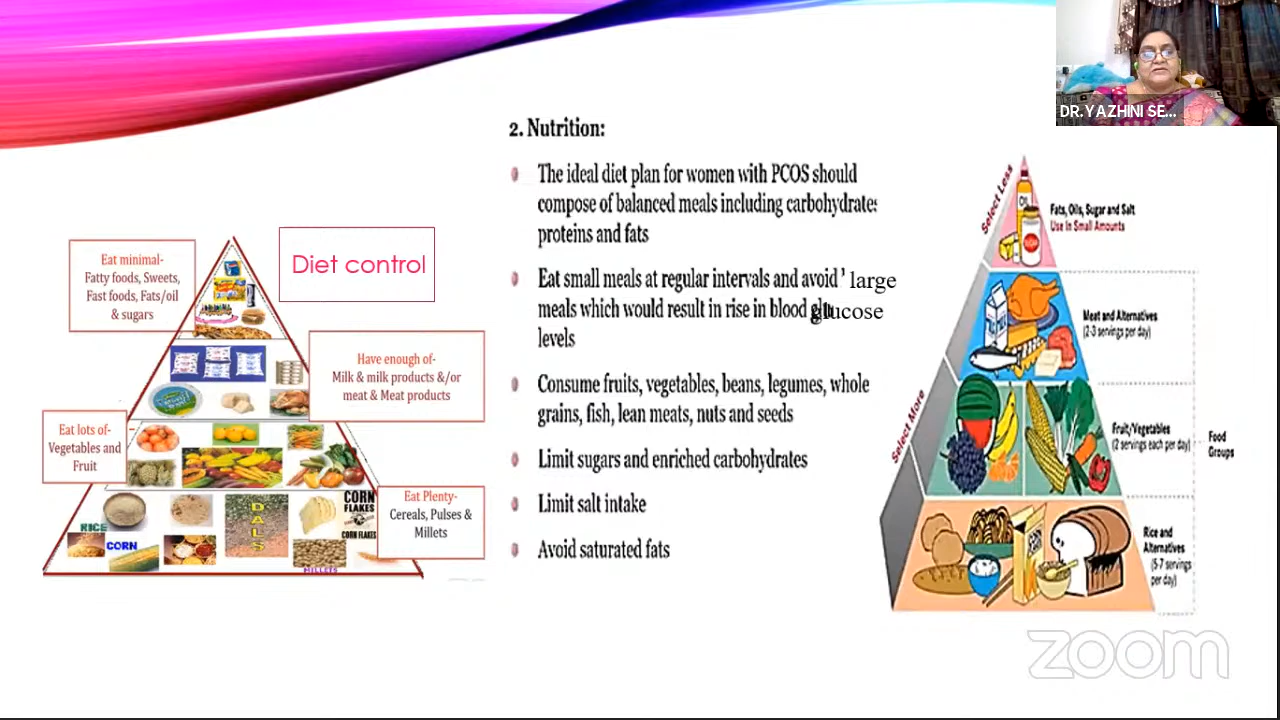 DR.YAZHINI SE...
Diet control
Eat minimal-
Fatty foods, Sweets,
Fast foods, Fats/oil
& sugars
Have enough of-
Milk & milk products &/or
meat & Meat products
Eat lots of-
Vegetables and
Fruit
Eat Plenty-
Cereals, Pulses &
Millets
RICE
CORN
DALS
CORN
FLAKES
CORN FLAKES
MILLETS
2. Nutrition:
The ideal diet plan for women with PCOS should
compose of balanced meals including carbohydrates
proteins and fats
Eat small meals at regular intervals and avoid large
meals which would result in rise in blood glucose
levels
Consume fruits, vegetables, beans, legumes, whole
grains, fish, lean meats, nuts and seeds
Limit sugars and enriched carbohydrates
Limit salt intake
Avoid saturated fats
Select Less
Select More
Fats, Oils, Sugar and Salt
Use In Small Amounts
Meat and Alternatives
(2-3 servings per day)
Fruit/Vegetables
(2 servings each per day)
Food
Groups
Rice and
Alternatives
(5-7 servings
per day)
zoom